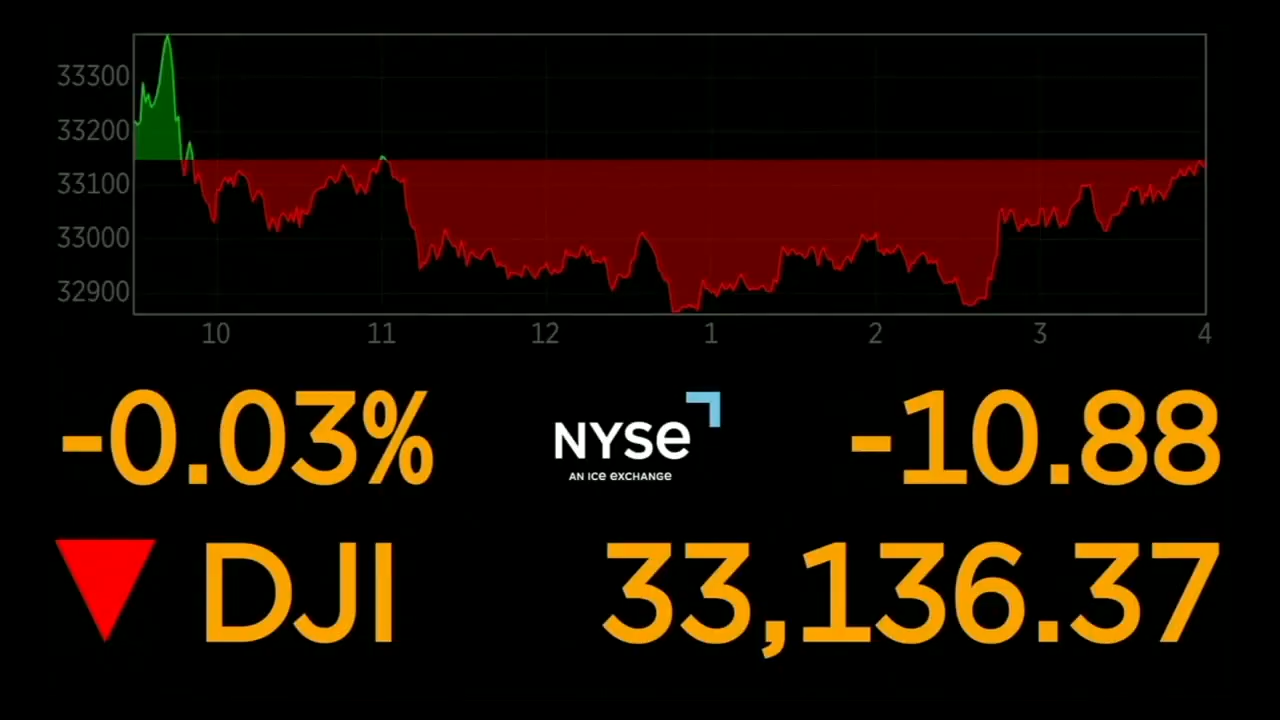 33300
33200
33100
33000
32900
10 11 12 1 2 3 4
-0.03% NYSE -10.88
AN ICE EXCHANGE
DJI 33,136.37